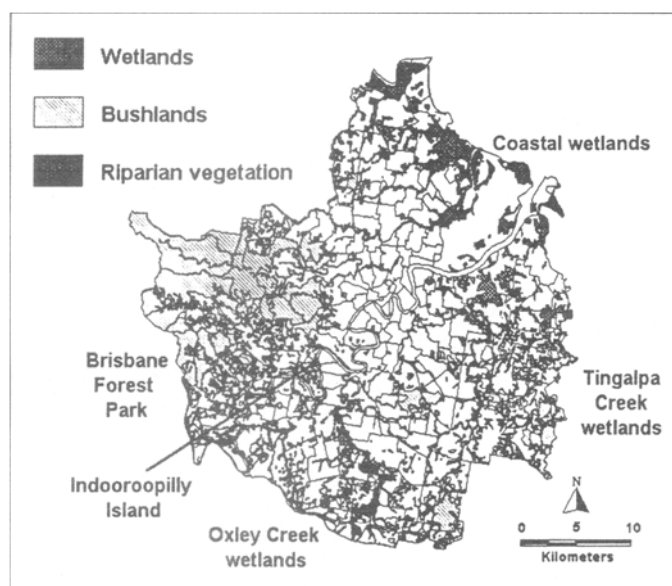 Wetlands
Bushlands
Riparian vegetation
Coastal wetlands
Brisbane
Forest
Park
Tingalpa
Creek
wetlands
Indooroopilly
Island
Oxley Creek
wetlands
N
0 5 10
Kilometers